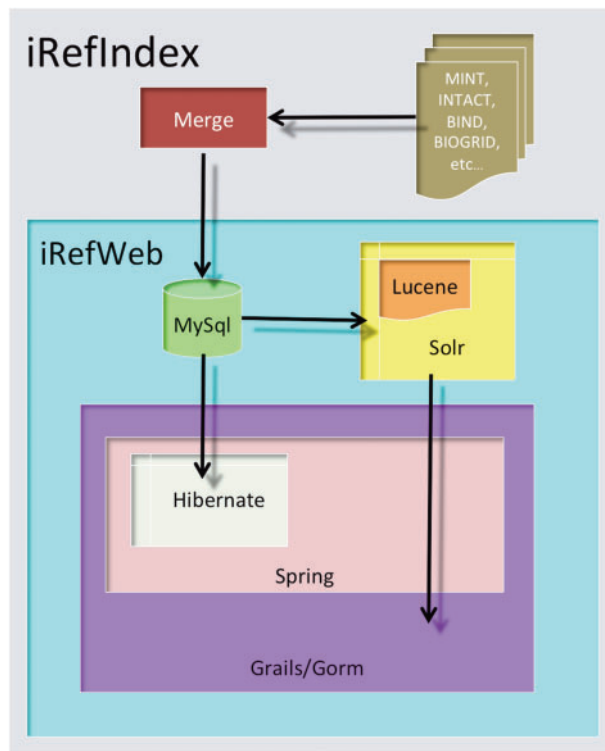 iRefIndex
Merge
MINT,
INTACT,
BIND,
BIOGRID,
etc...
iRefWeb
MySql
Lucene
Solr
Hibernate
Spring
Grails/Gorm